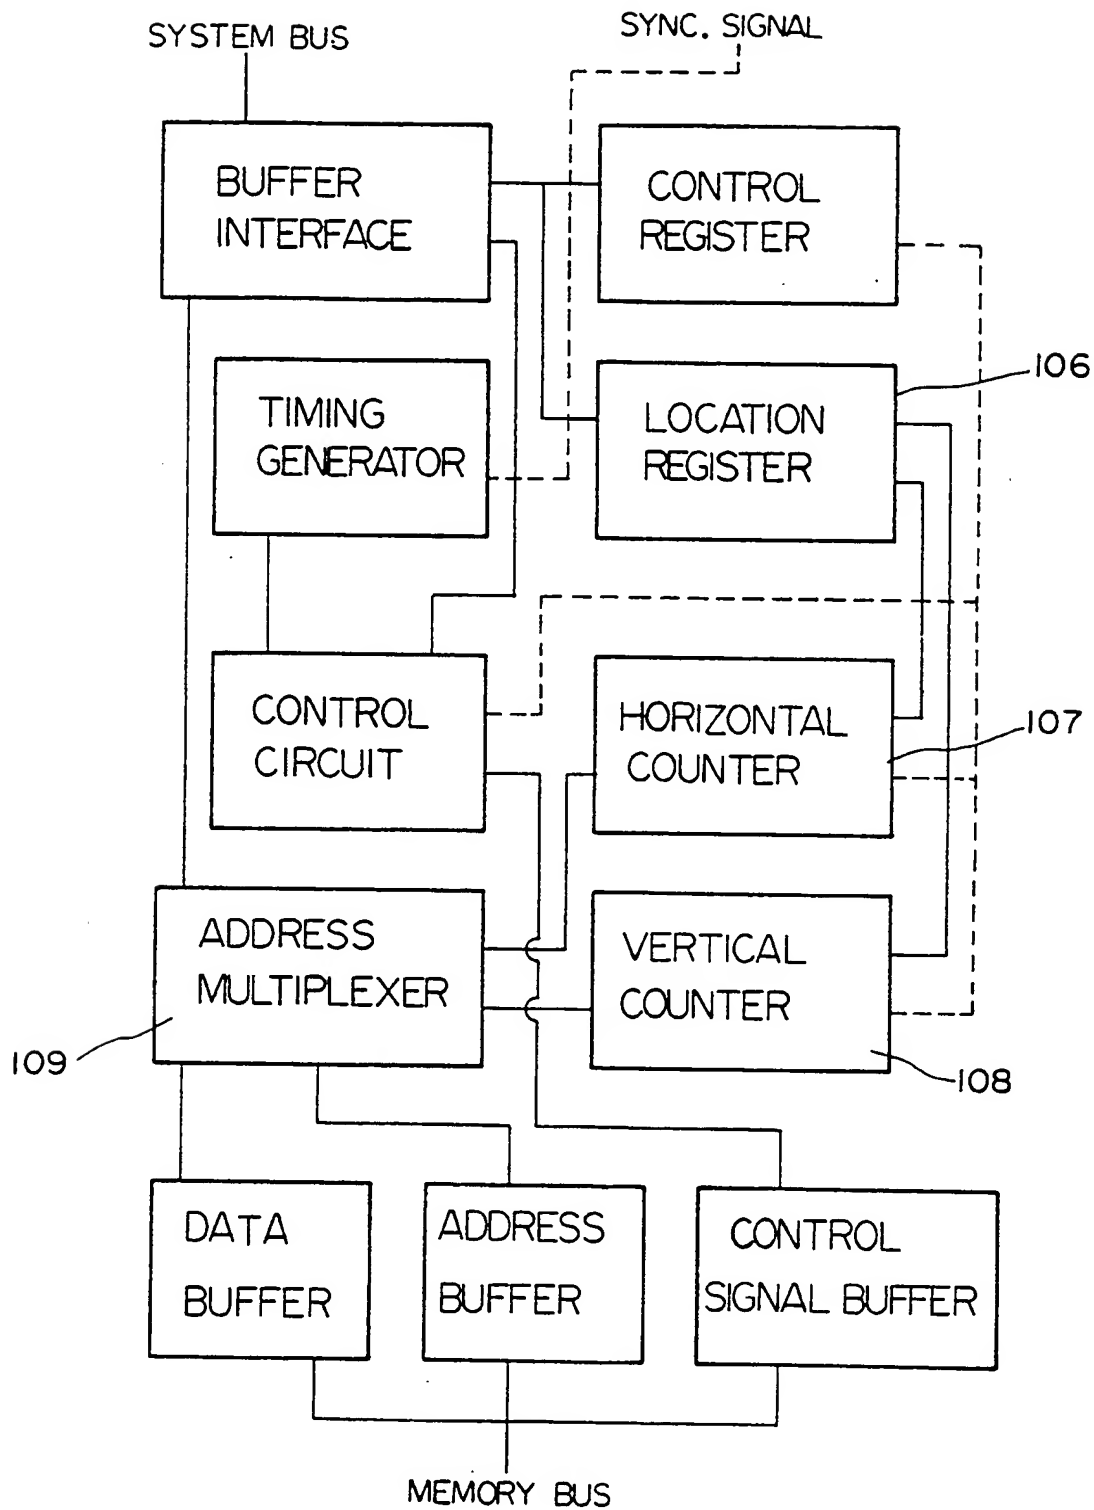 SYSTEM BUS
SYNC. SIGNAL
BUFFER
INTERFACE
CONTROL
REGISTER
106
TIMING
GENERATOR
LOCATION
REGISTER
CONTROL
CIRCUIT
HORIZONTAL
COUNTER
107
ADDRESS
MULTIPLEXER
VERTICAL
COUNTER
109
108
DATA
BUFFER
ADDRESS
BUFFER
CONTROL
SIGNAL BUFFER
MEMORY BUS